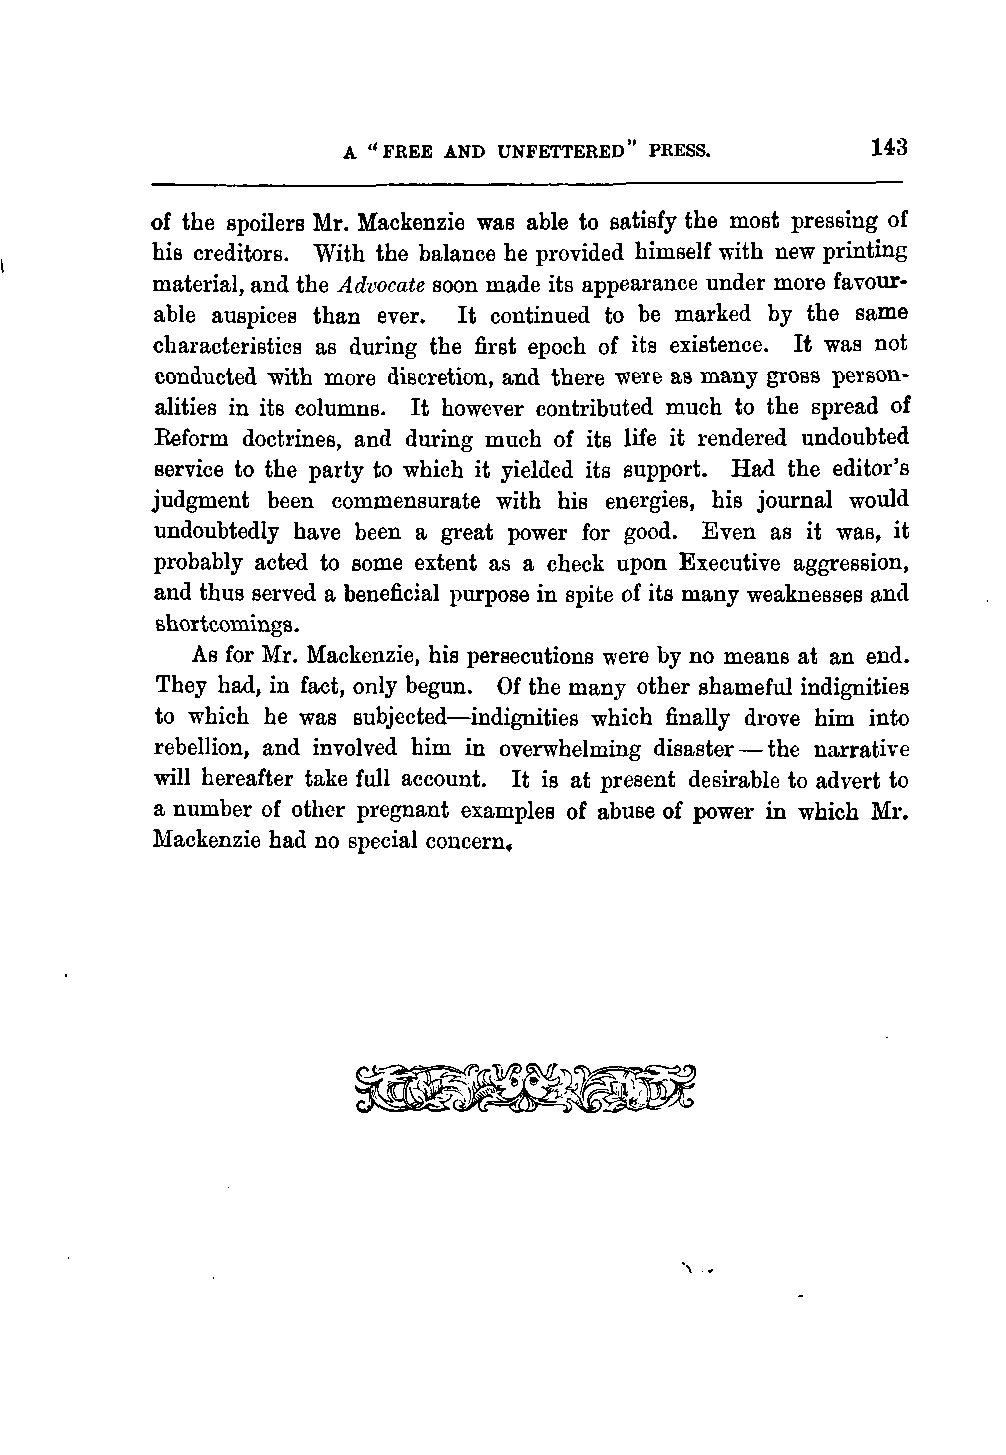 A "FREE AND UNFETTERED" PRESS. 143
of the spoilers Mr. Mackenzie was able to satisfy the most pressing of
his creditors. With the balance he provided himself with new printing
material, and the Advocate soon made its appearance under more favour-
able auspices than ever. It continued to be marked by the same
characteristics as during the first epoch of its existence. It was not
conducted with more discretion, and there were as many gross person-
alities in its columns. It however contributed much to the spread of
Reform doctrines, and during much of its life it rendered undoubted
service to the party to which it yielded its support. Had the editor's
judgment been commensurate with his energies, his journal would
undoubtedly have been a great power for good. Even as it was, it
probably acted to some extent as a check upon Executive aggression,
and thus served a beneficial purpose in spite of its many weaknesses and
shortcomings.
As for Mr. Mackenzie, his persecutions were by no means at an end.
They had, in fact, only begun. Of the many other shameful indignities
to which he was subjected—indignities which finally drove him into
rebellion, and involved him in overwhelming disaster—the narrative
will hereafter take full account. It is at present desirable to advert to
a number of other pregnant examples of abuse of power in which Mr.
Mackenzie had no special concern.